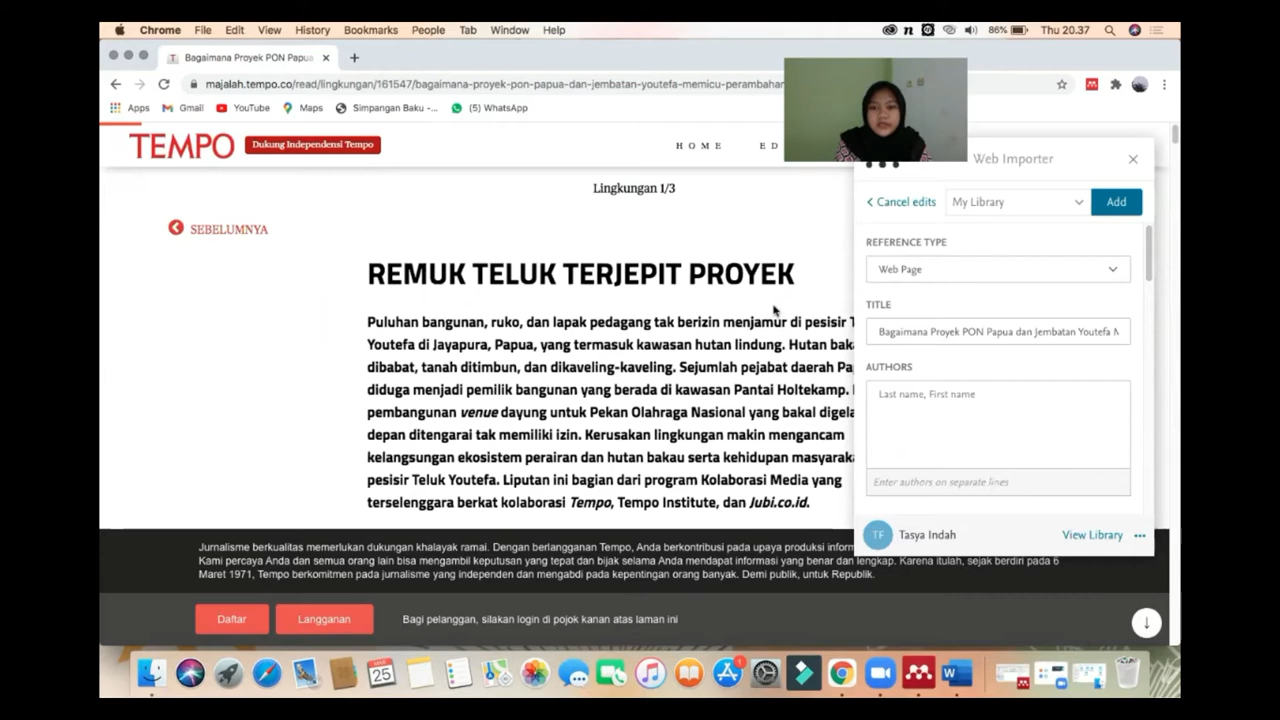 Chrome File Edit View History Bookmarks People Tab Window Help 86% Thu 20.37
Bagaimana Proyek PON Papua
majalah.tempo.co/read/lingkungan/161547/bagaimana-proyek-pon-papua-dan-jembatan-youtefa-memicu-perambahan
Apps Gmail YouTube Maps Simpangan Baku -... (5) WhatsApp
TEMPO Dukung Independensi Tempo HOME ED
Lingkungan 1/3
SEBELUMNYA
REMUK TELUK TERJEPIT PROYEK
Puluhan bangunan, ruko, dan lapak pedagang tak berizin menjamur di pesisir T
Youtefa di Jayapura, Papua, yang termasuk kawasan hutan lindung. Hutan baka
dibabat, tanah ditimbun, dan dikaveling-kaveling. Sejumlah pejabat daerah Pa
diduga menjadi pemilik bangunan yang berada di kawasan Pantai Holtekamp.
pembangunan venue dayung untuk Pekan Olahraga Nasional yang bakal digela
depan ditengarai tak memiliki izin. Kerusakan lingkungan makin mengancam
kelangsungan ekosistem perairan dan hutan bakau serta kehidupan masyaraka
pesisir Teluk Youtefa. Liputan ini bagian dari program Kolaborasi Media yang
terselenggara berkat kolaborasi Tempo, Tempo Institute, dan Jubi.co.id.
Web Importer
Cancel edits My Library Add
REFERENCE TYPE
Web Page
TITLE
Bagaimana Proyek PON Papua dan Jembatan Youtefa M
AUTHORS
Last name, First name
Enter authors on separate lines
TF Tasya Indah View Library
Jurnalisme berkualitas memerlukan dukungan khalayak ramai. Dengan berlangganan Tempo, Anda berkontribusi pada upaya produksi infor
Kami percaya Anda dan semua orang lain bisa mengambil keputusan yang tepat dan bijak selama mendapat informasi yang benar dan lengkap. Karena itulah, sejak berdiri pada 6
Maret 1971, Tempo berkomitmen pada jurnalisme yang independen dan mengabdi pada kepentingan orang banyak. Demi publik, untuk Republik.
Daftar Langganan Bagi pelanggan, silakan login di pojok kanan atas laman ini
25
1
W